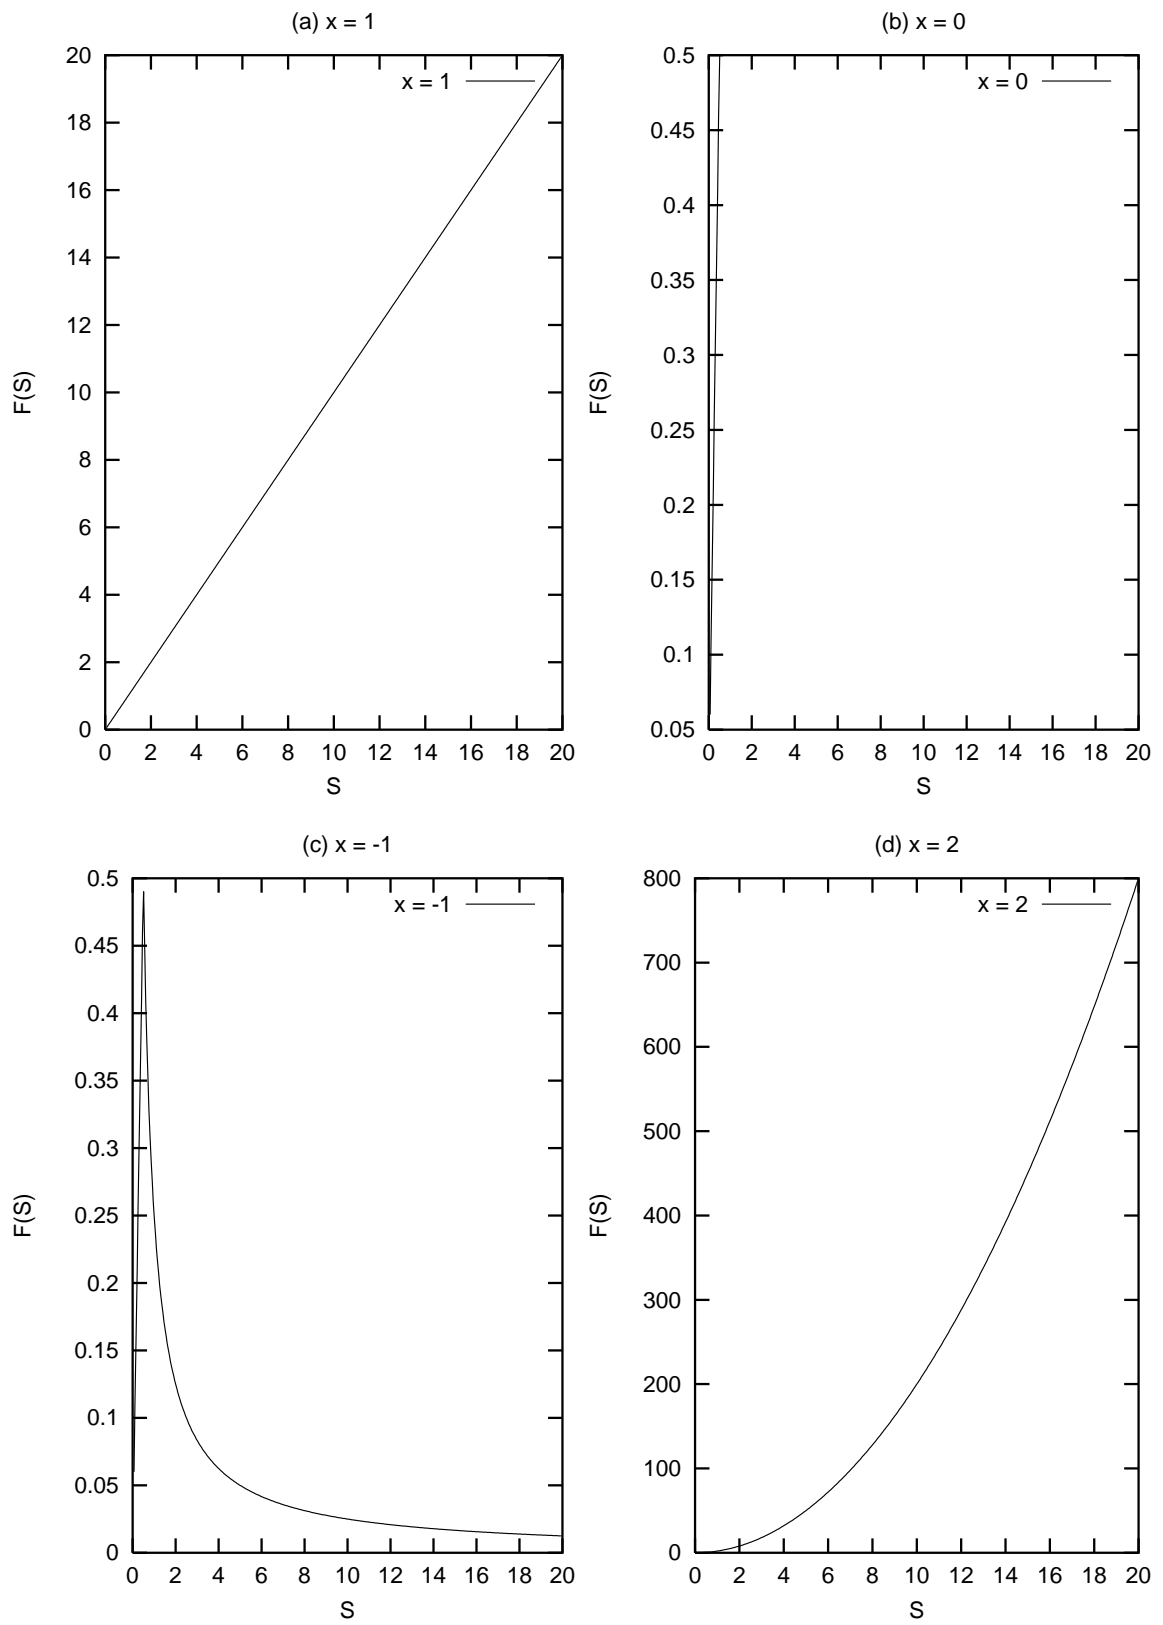 (a) x = 1
20
18
16
14
12
10
8
6
4
2
0
F(S)
x = 1
0 2 4 6 8 10 12 14 16 18 20
S
(b) x = 0
0.5
0.45
0.4
0.35
0.3
0.25
0.2
0.15
0.1
0.05
F(S)
x = 0
0 2 4 6 8 10 12 14 16 18 20
S
(c) x = -1
0.5
0.45
0.4
0.35
0.3
0.25
0.2
0.15
0.1
0.05
0
F(S)
x = -1
0 2 4 6 8 10 12 14 16 18 20
S
(d) x = 2
800
700
600
500
400
300
200
100
0
F(S)
x = 2
0 2 4 6 8 10 12 14 16 18 20
S